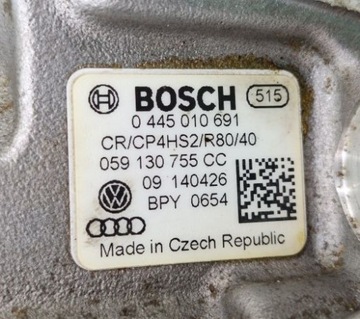 BOSCH 515
0 445 010 691
CR/CP4HS2/R80/40
059 130 755 CC
09 140426
BPY 0654
Made in Czech Republic